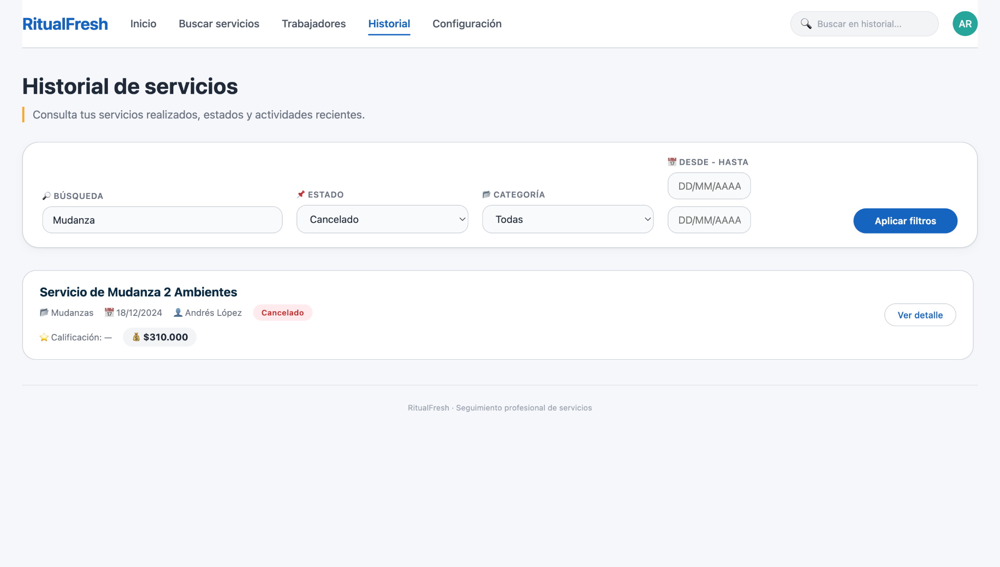 RitualFresh
Inicio
Buscar servicios
Trabajadores
Historial
Configuración
Buscar en historial...
AR
Historial de servicios
Consulta tus servicios realizados, estados y actividades recientes.
BÚSQUEDA
Mudanza
ESTADO
Cancelado
CATEGORÍA
Todas
DESDE - HASTA
DD/MM/AAAA
DD/MM/AAAA
Aplicar filtros
Servicio de Mudanza 2 Ambientes
Mudanzas 18/12/2024 Andrés López Cancelado
Calificación: — $310.000
Ver detalle
RitualFresh · Seguimiento profesional de servicios